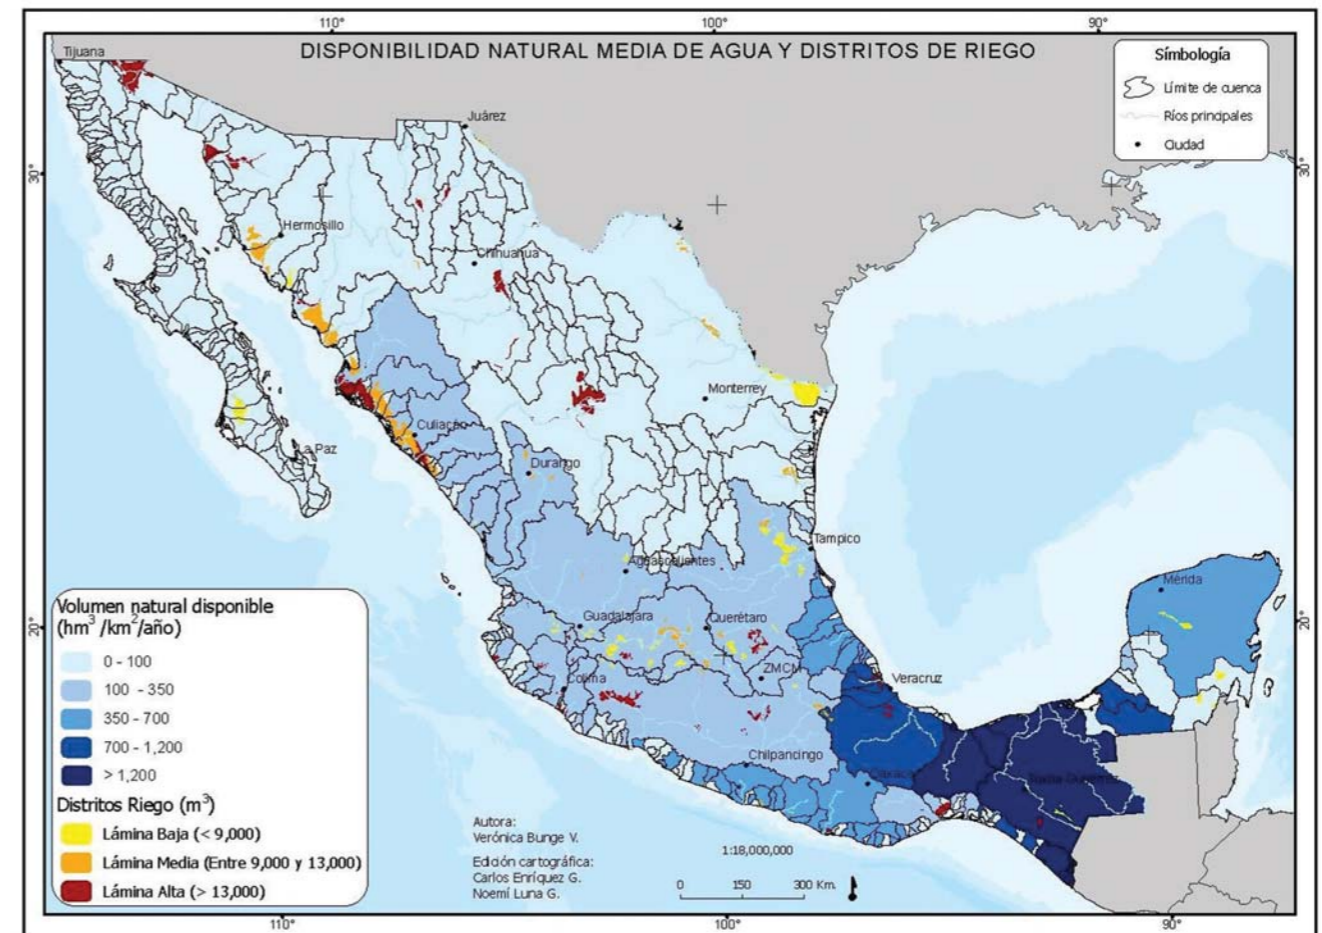 110°
100°
90°
DISPONIBILIDAD NATURAL MEDIA DE AGUA Y DISTRITOS DE RIEGO
Símbología
Límite de cuenca
Ríos principales
Ciudad
Tijuana
Juárez
30°
30°
Hermosillo
Chihuahua
Monterrey
Culiacán
La Paz
Durango
Tampico
Aguascalientes
Mérida
Guadalajara
Querétaro
20°
20°
ZMCM
Colima
Veracruz
Chilpancingo
Oaxaca
Tuxtla Gutiérrez
Volumen natural disponible
(hm³ /km²/año)
0 - 100
100 - 350
350 - 700
700 - 1,200
> 1,200
Distritos Riego (m³)
Lámina Baja (< 9,000)
Lámina Media (Entre 9,000 y 13,000)
Lámina Alta (> 13,000)
Autora:
Verónica Bunge V.
Edición cartográfica:
Carlos Enríquez G.
Noemí Luna G.
1:18,000,000
0 150 300 Km.
110°
100°
90°